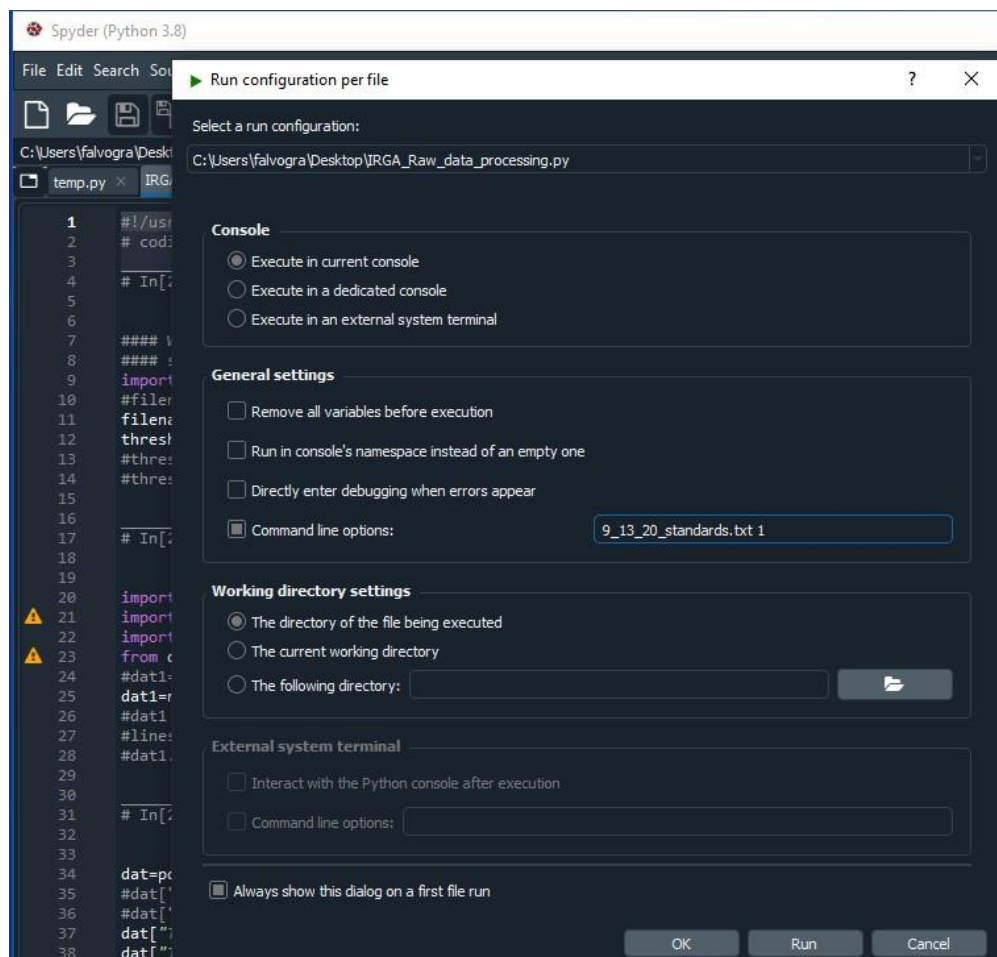 Spyder (Python 3.8)
File Edit Search Sou
Run configuration per file ? ×
Select a run configuration:
C:\Users\falvogra\Deskt
C:\Users\falvogra\Desktop\IRGA_Raw_data_processing.py
temp.py × IRGA
Console
Execute in current console
Execute in a dedicated console
Execute in an external system terminal
General settings
Remove all variables before execution
Run in console's namespace instead of an empty one
Directly enter debugging when errors appear
Command line options: 9_13_20_standards.txt 1
Working directory settings
The directory of the file being executed
The current working directory
The following directory:
External system terminal
Interact with the Python console after execution
Command line options:
Always show this dialog on a first file run
OK Run Cancel
1 #!/usr
2 # codi
3
4 # In[2
5
6
7 ####
8 #### s
9 import
10 #filen
11 filena
12 thresh
13 #thres
14 #thres
15
16
17 # In[2
18
19
20 import
21 import
22 import
23 from
24 #dat1=
25 dat1=
26 #dat1
27 #lines
28 #dat1.
29
30
31 # In[2
32
33
34 dat=pd
35 #dat['
36 #dat['
37 dat["
38 dat["